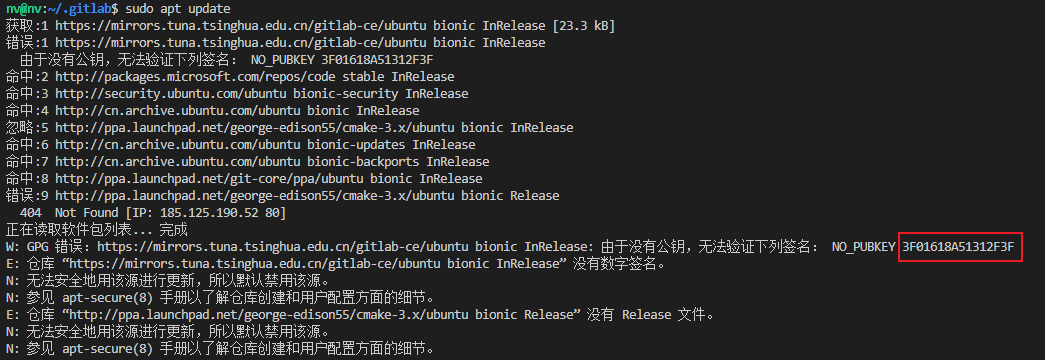 nv@nv:~/.gitlab$ sudo apt update
获取:1 https://mirrors.tuna.tsinghua.edu.cn/gitlab-ce/ubuntu bionic InRelease [23.3 kB]
错误:1 https://mirrors.tuna.tsinghua.edu.cn/gitlab-ce/ubuntu bionic InRelease
由于没有公钥，无法验证下列签名： NO_PUBKEY 3F01618A51312F3F
命中:2 http://packages.microsoft.com/repos/code stable InRelease
命中:3 http://security.ubuntu.com/ubuntu bionic-security InRelease
命中:4 http://cn.archive.ubuntu.com/ubuntu bionic InRelease
忽略:5 http://ppa.launchpad.net/george-edison55/cmake-3.x/ubuntu bionic InRelease
命中:6 http://cn.archive.ubuntu.com/ubuntu bionic-updates InRelease
命中:7 http://cn.archive.ubuntu.com/ubuntu bionic-backports InRelease
命中:8 http://ppa.launchpad.net/git-core/ppa/ubuntu bionic InRelease
错误:9 http://ppa.launchpad.net/george-edison55/cmake-3.x/ubuntu bionic Release
404  Not Found [IP: 185.125.190.52 80]
正在读取软件包列表... 完成
W: GPG 错误：https://mirrors.tuna.tsinghua.edu.cn/gitlab-ce/ubuntu bionic InRelease: 由于没有公钥，无法验证下列签名： NO_PUBKEY 3F01618A51312F3F
E: 仓库 “https://mirrors.tuna.tsinghua.edu.cn/gitlab-ce/ubuntu bionic InRelease” 没有数字签名。
N: 无法安全地用该源进行更新，所以默认禁用该源。
N: 参见 apt-secure(8) 手册以了解仓库创建和用户配置方面的细节。
E: 仓库 “http://ppa.launchpad.net/george-edison55/cmake-3.x/ubuntu bionic Release” 没有 Release 文件。
N: 无法安全地用该源进行更新，所以默认禁用该源。
N: 参见 apt-secure(8) 手册以了解仓库创建和用户配置方面的细节。